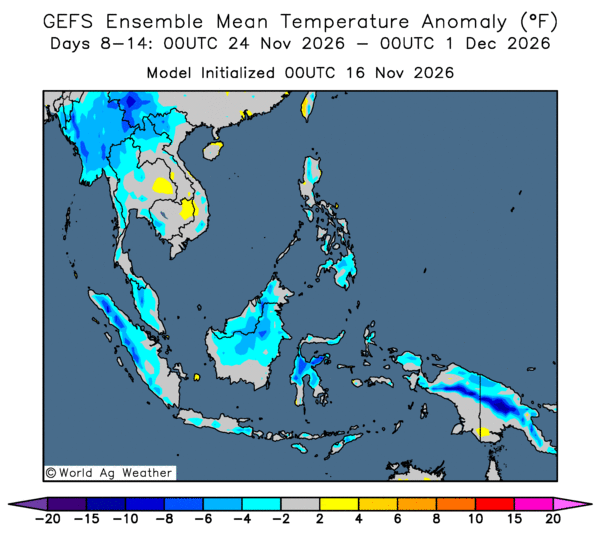 GEFS Ensemble Mean Temperature Anomaly (°F)
Days 8–14: 00UTC 24 Nov 2026 – 00UTC 1 Dec 2026
Model Initialized 00UTC 16 Nov 2026
© World Ag Weather
−20 −15 −10 −8 −6 −4 −2 2 4 6 8 10 15 20